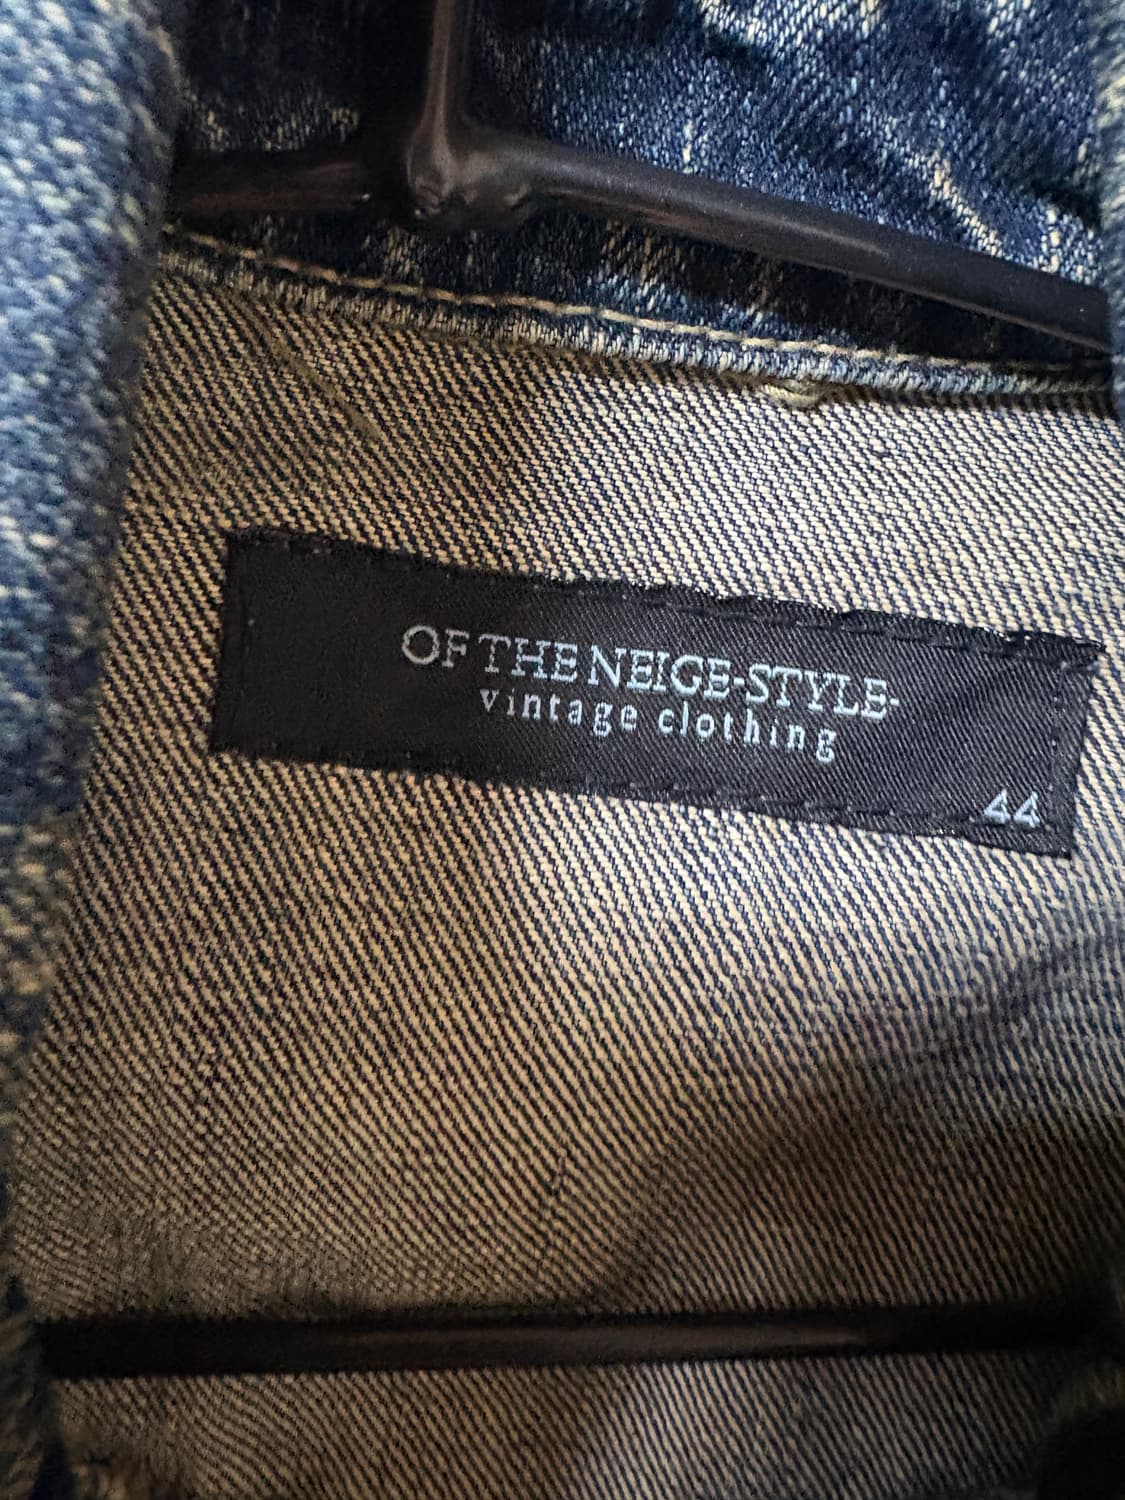 OF THE NEIGE-STYLE-
vintage clothing
44